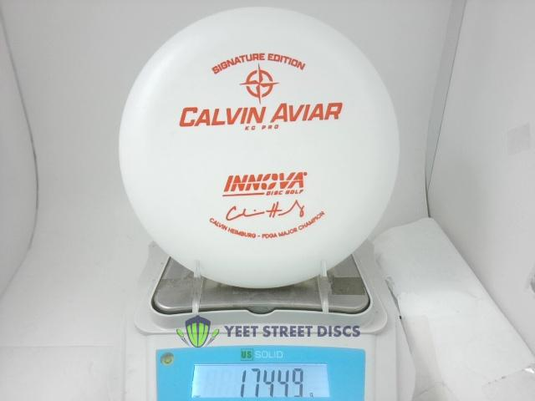 SIGNATURE EDITION
CALVIN AVIAR
KC PRO
INNOVA
DISC GOLF
CALVIN HEIMBURG - PDGA MAJOR CHAMPION
YEET STREET DISCS
US SOLID
174.49 g